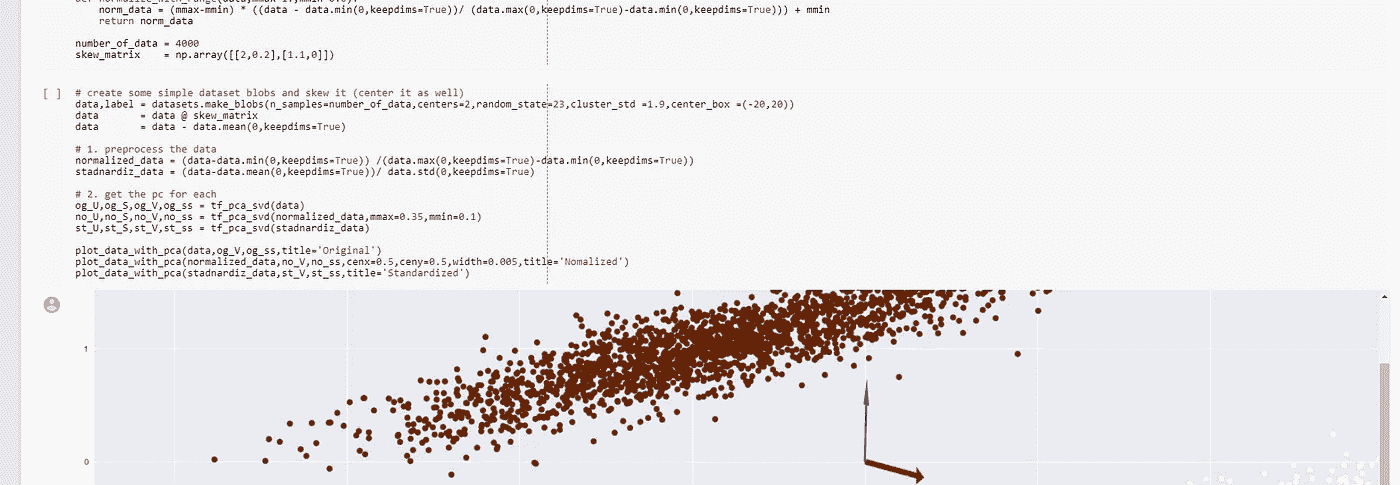 norm_data = (mmax-mmin) * ((data - data.min(0,keepdims=True))/ (data.max(0,keepdims=True)-data.min(0,keepdims=True))) + mmin
return norm_data
number_of_data = 4000
skew_matrix = np.array([[2,0.2],[1.1,0]])
[ ] # create some simple dataset blobs and skew it (center it as well)
data,label = datasets.make_blobs(n_samples=number_of_data,centers=2,random_state=23,cluster_std =1.9,center_box =(-20,20))
data = data @ skew_matrix
data = data - data.mean(0,keepdims=True)
# 1. preprocess the data
normalized_data = (data-data.min(0,keepdims=True)) /(data.max(0,keepdims=True)-data.min(0,keepdims=True))
stadnardiz_data = (data-data.mean(0,keepdims=True))/ data.std(0,keepdims=True)
# 2. get the pc for each
og_U,og_S,og_V,og_ss = tf_pca_svd(data)
no_U,no_S,no_V,no_ss = tf_pca_svd(normalized_data,mmax=0.35,mmin=0.1)
st_U,st_S,st_V,st_ss = tf_pca_svd(stadnardiz_data)
plot_data_with_pca(data,og_V,og_ss,title='Original')
plot_data_with_pca(normalized_data,no_V,no_ss,cenx=0.5,ceny=0.5,width=0.005,title='Nomalized')
plot_data_with_pca(stadnardiz_data,st_V,st_ss,title='Standardized')
1
0